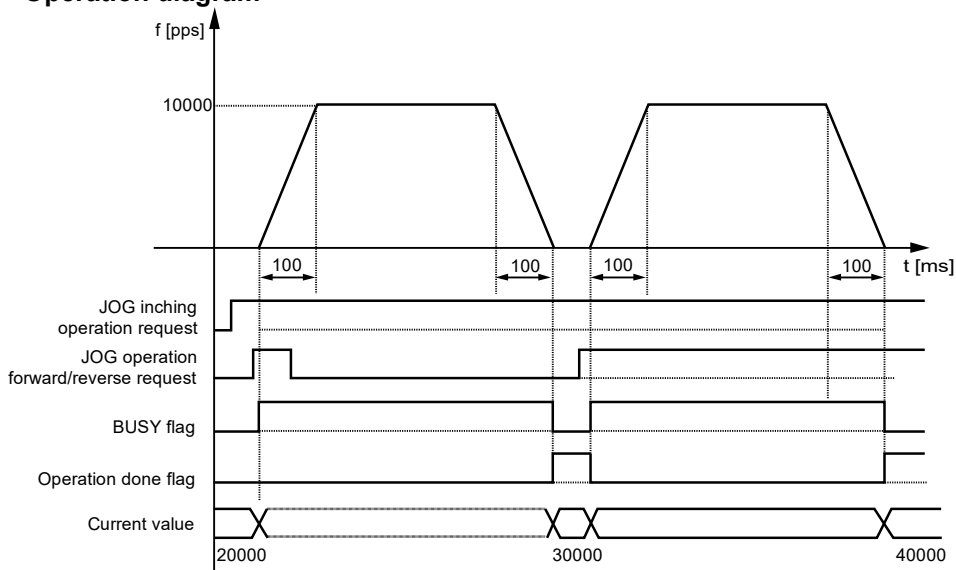 Operation diagram
f [pps]
10000
100
100
100
100
t [ms]
JOG inching
operation request
JOG operation
forward/reverse request
BUSY flag
Operation done flag
Current value
20000
30000
40000